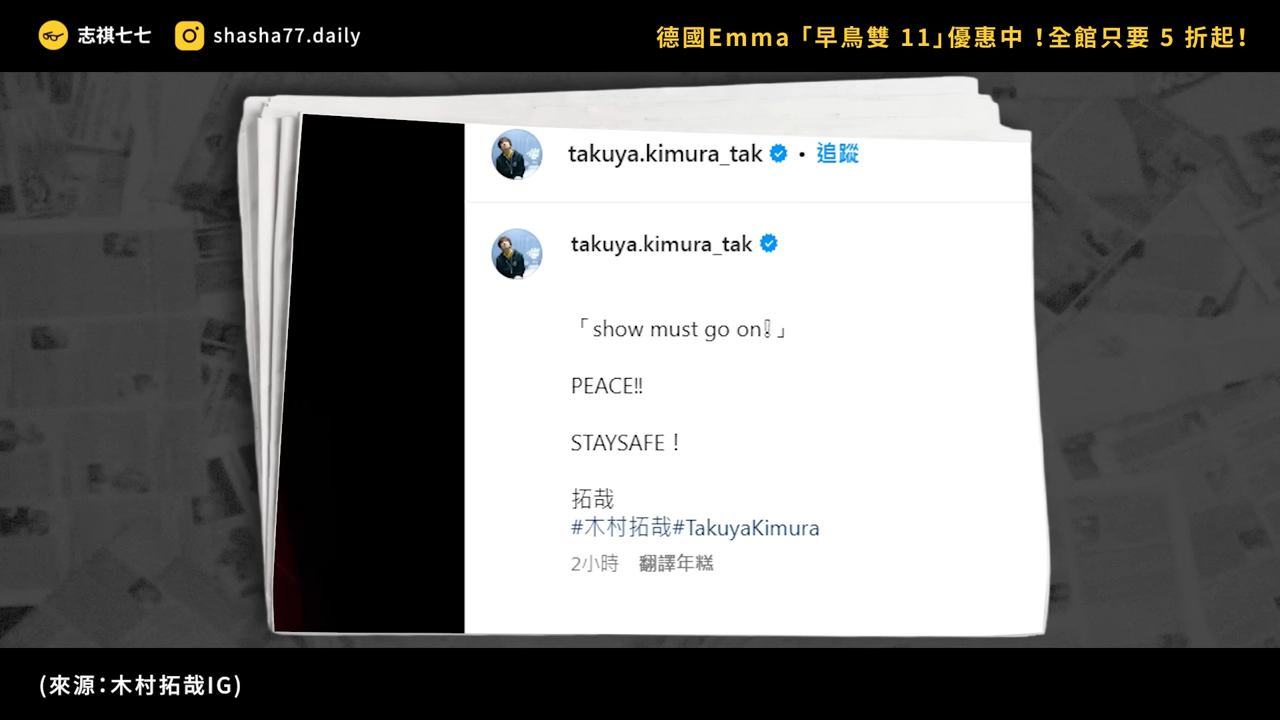 志祺七七 shasha77.daily 德國Emma「早鳥雙 11」優惠中！全館只要 5 折起！
takuya.kimura_tak • 追蹤
takuya.kimura_tak
「show must go on!」
PEACE!!
STAYSAFE！
拓哉
#木村拓哉#TakuyaKimura
2小時 翻譯年糕
(來源：木村拓哉IG)